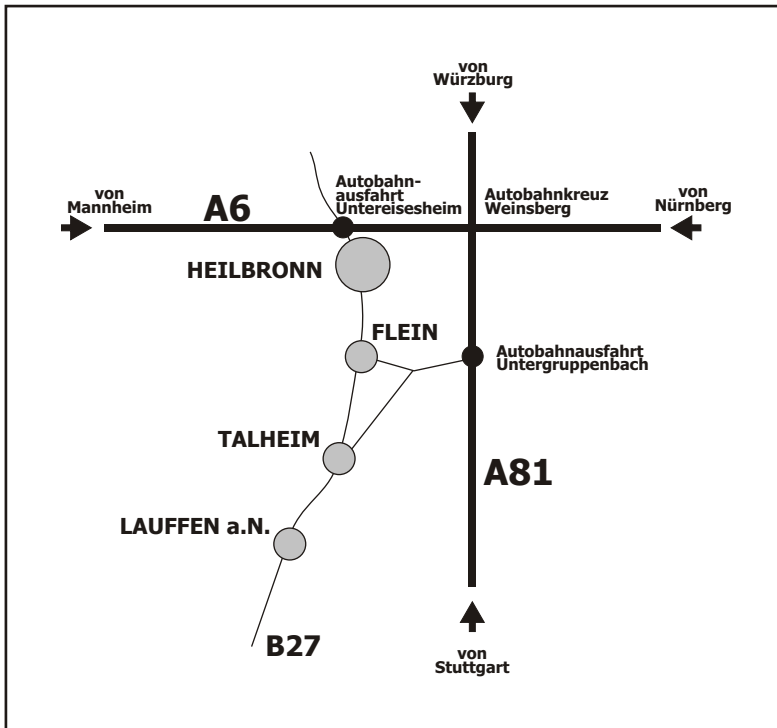 von
Würzburg
von
Mannheim
A6
Autobahn-
ausfahrt
Untereisesheim
Autobahnkreuz
Weinsberg
von
Nürnberg
HEILBRONN
FLEIN
Autobahnausfahrt
Untergruppenbach
TALHEIM
A81
LAUFFEN a.N.
B27
von
Stuttgart